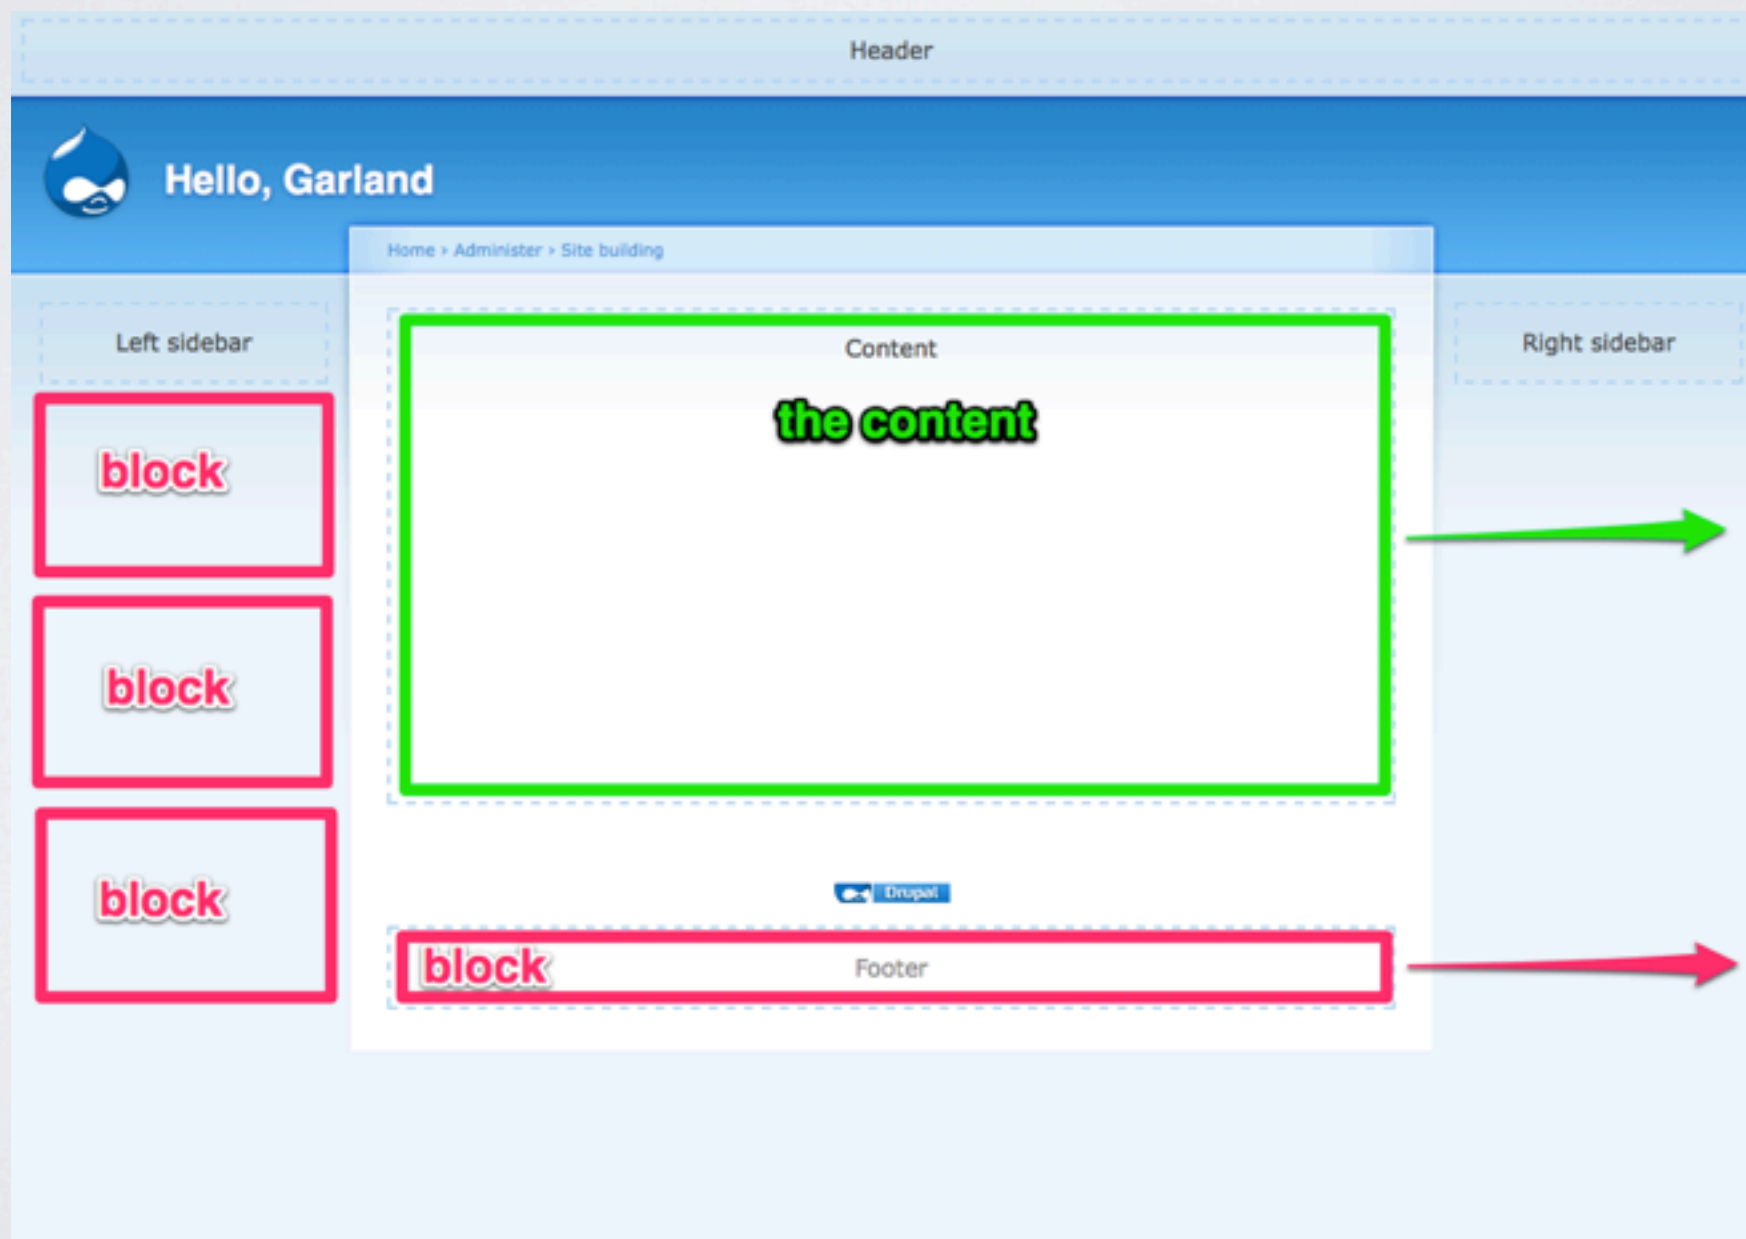 Header
Hello, Garland
Home › Administer › Site building
Left sidebar
Content
Right sidebar
the content
block
block
block
Drupal
block
Footer